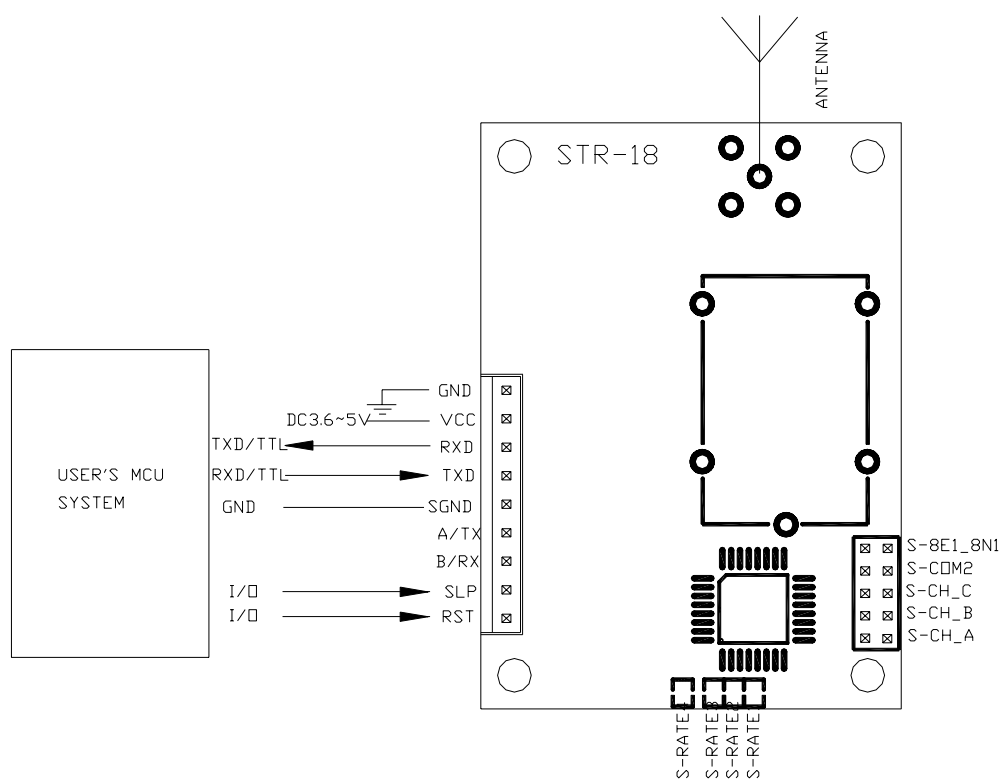 ANTENNA
STR-18
GND
DC3.6~5V VCC
TXD/TTL RXD
RXD/TTL TXD
GND SGND
A/TX
B/RX
I/O SLP
I/O RST
USER'S MCU
SYSTEM
S-8E1_8N1
S-COM2
S-CH_C
S-CH_B
S-CH_A
S-RATE
S-RATE
S-RATE
S-RATE